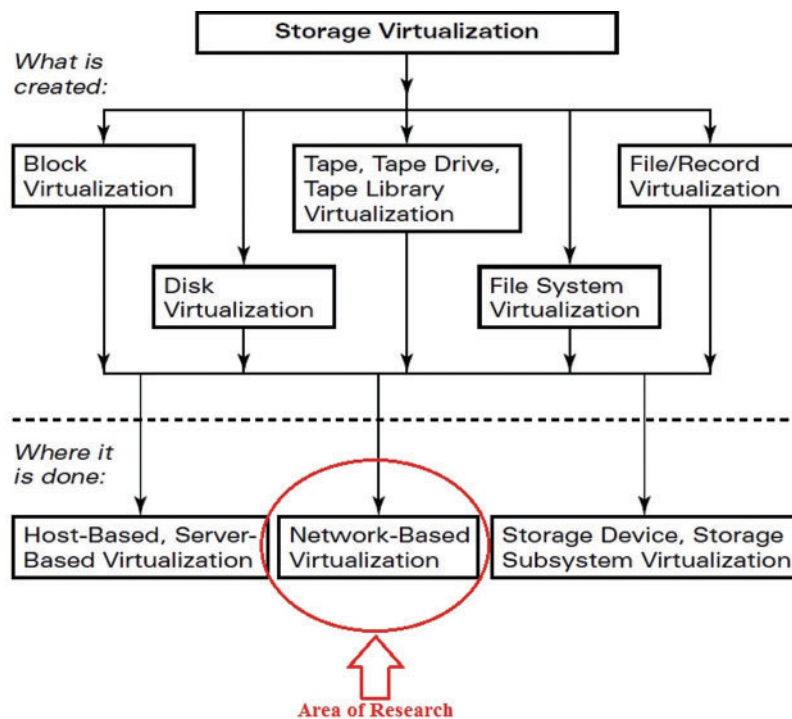 Storage Virtualization
What is
created:
Block
Virtualization
Tape, Tape Drive,
Tape Library
Virtualization
File/Record
Virtualization
Disk
Virtualization
File System
Virtualization
Where it
is done:
Host-Based, Server-
Based Virtualization
Network-Based
Virtualization
Storage Device, Storage
Subsystem Virtualization
Area of Research